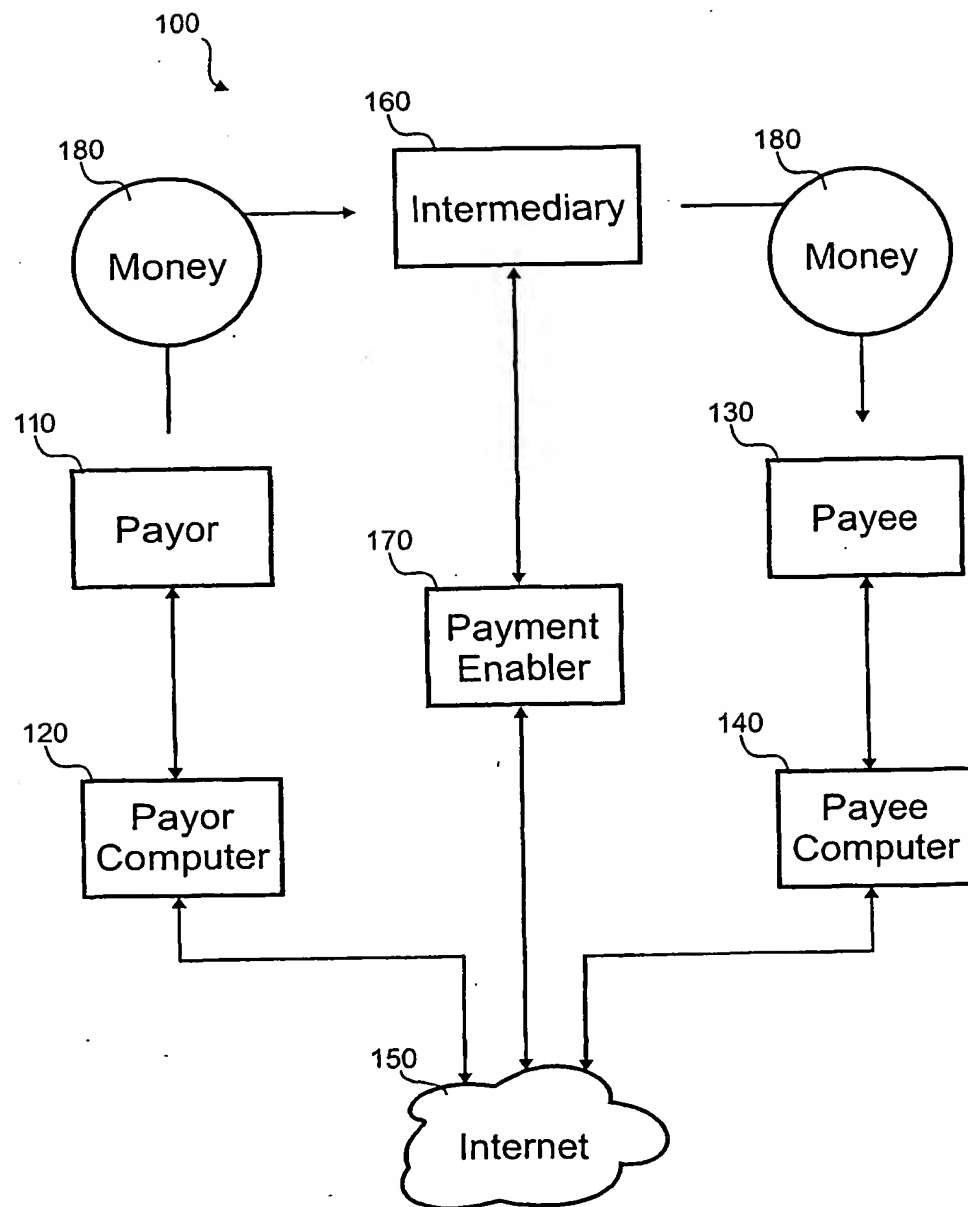 100
160
180
180
Intermediary
Money
Money
110
130
Payor
Payee
170
Payment
Enabler
120
140
Payor
Computer
Payee
Computer
150
Internet